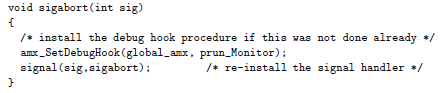 void sigabort(int sig)
{
/* install the debug hook procedure if this was not done already */
amx_SetDebugHook(global_amx, prun_Monitor);
signal(sig,sigabort); /* re-install the signal handler */
}